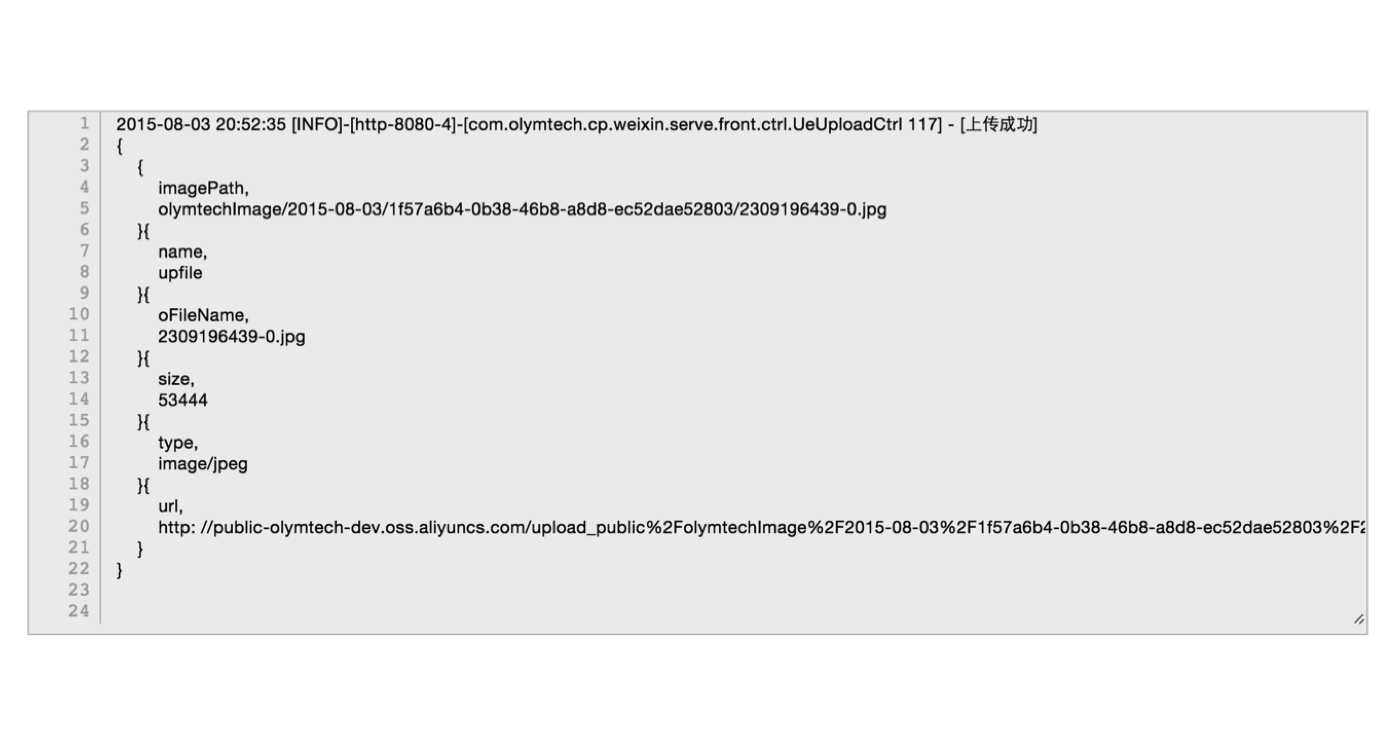 1 2015-08-03 20:52:35 [INFO]-[http-8080-4]-[com.olymtech.cp.weixin.serve.front.ctrl.UeUploadCtrl 117] - [上传成功]
2 {
3 {
4 imagePath,
5 olymtechImage/2015-08-03/1f57a6b4-0b38-46b8-a8d8-ec52dae52803/2309196439-0.jpg
6 }{
7 name,
8 upfile
9 }{
10 oFileName,
11 2309196439-0.jpg
12 }{
13 size,
14 53444
15 }{
16 type,
17 image/jpeg
18 }{
19 url,
20 http: //public-olymtech-dev.oss.aliyuncs.com/upload_public%2FolymtechImage%2F2015-08-03%2F1f57a6b4-0b38-46b8-a8d8-ec52dae52803%2F2
21 }
22 }
23
24